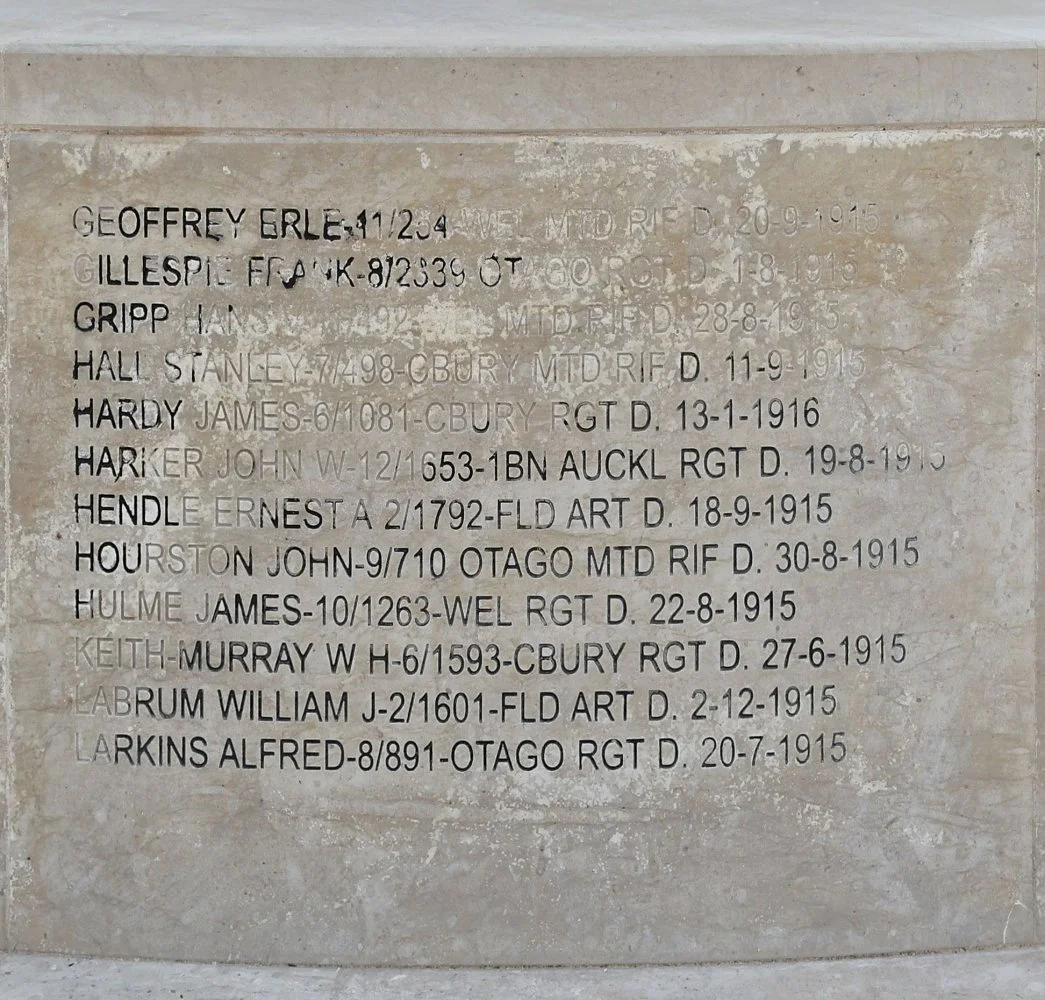 GEOFFREY ERLE-11/234-WEL MTD RIF D. 20-9-1915
GILLESPIE FRANK-8/2339 OTAGO RGT D. 1-8-1915
GRIPP HANS WEL MTD RIF D. 28-8-1915
HALL STANLEY-7/498-CBURY MTD RIF D. 11-9-1915
HARDY JAMES-6/1081-CBURY RGT D. 13-1-1916
HARKER JOHN W-12/1653-1BN AUCKL RGT D. 19-8-1915
HENDLE ERNEST A 2/1792-FLD ART D. 18-9-1915
HOURSTON JOHN-9/710 OTAGO MTD RIF D. 30-8-1915
HULME JAMES-10/1263-WEL RGT D. 22-8-1915
KEITH-MURRAY W H-6/1593-CBURY RGT D. 27-6-1915
LABRUM WILLIAM J-2/1601-FLD ART D. 2-12-1915
LARKINS ALFRED-8/891-OTAGO RGT D. 20-7-1915